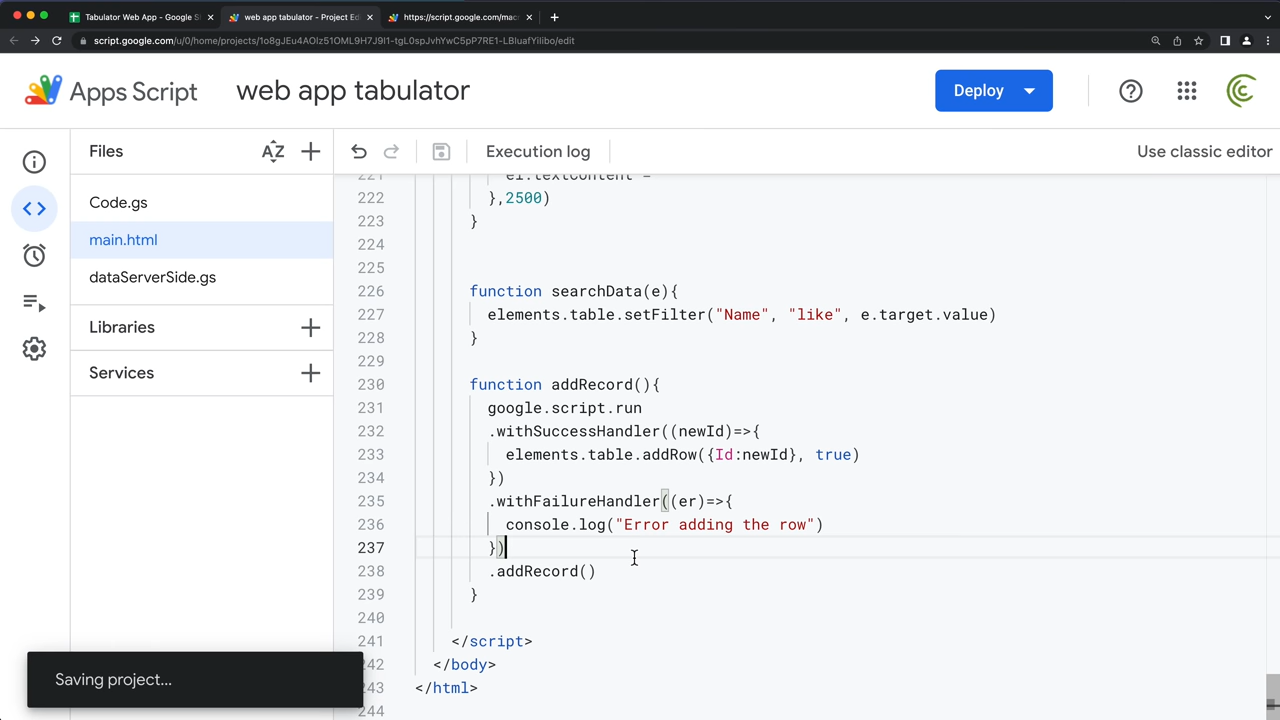 Tabulator Web App - Google S
web app tabulator - Project Ed
https://script.google.com/mac
script.google.com/u/0/home/projects/1o8gJEu4AOlz51OML9H7J9I1-tgL0spJvhYwC5pP7RE1-LBIuafYilibo/edit
Apps Script
web app tabulator
Deploy
Files
AZ
Execution log
Use classic editor
Code.gs
main.html
dataServerSide.gs
Libraries
Services
221 el.textContent =
222 },2500)
223 }
224
225
226 function searchData(e){
227 elements.table.setFilter("Name", "like", e.target.value)
228 }
229
230 function addRecord(){
231 google.script.run
232 .withSuccessHandler((newId)=>{
233 elements.table.addRow({Id:newId}, true)
234 })
235 .withFailureHandler((er)=>{
236 console.log("Error adding the row")
237 })
238 .addRecord()
239 }
240
241 </script>
242 </body>
243 </html>
244
Saving project...